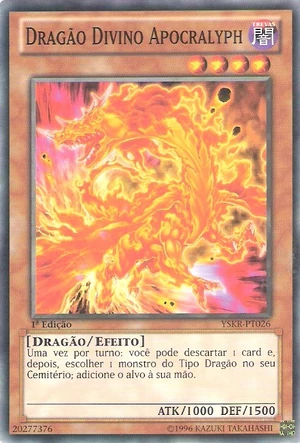 Dragão Divino Apocralyph
TREVAS
闇
1ª Edição
YSKR-PT026
[Dragão/Efeito]
Uma vez por turno: você pode descartar 1 card e,
depois, escolher 1 monstro do Tipo Dragão no seu
Cemitério; adicione o alvo à sua mão.
ATK/1000 DEF/1500
20277376
©1996 KAZUKI TAKAHASHI